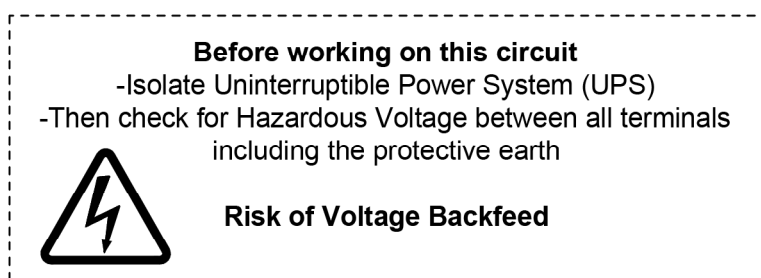 Before working on this circuit
-Isolate Uninterruptible Power System (UPS)
-Then check for Hazardous Voltage between all terminals
including the protective earth
Risk of Voltage Backfeed